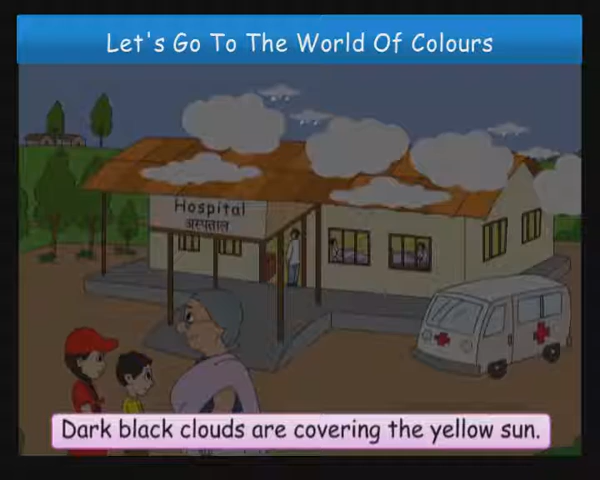 Let's Go To The World Of Colours
Hospital
अस्पताल
Dark black clouds are covering the yellow sun.